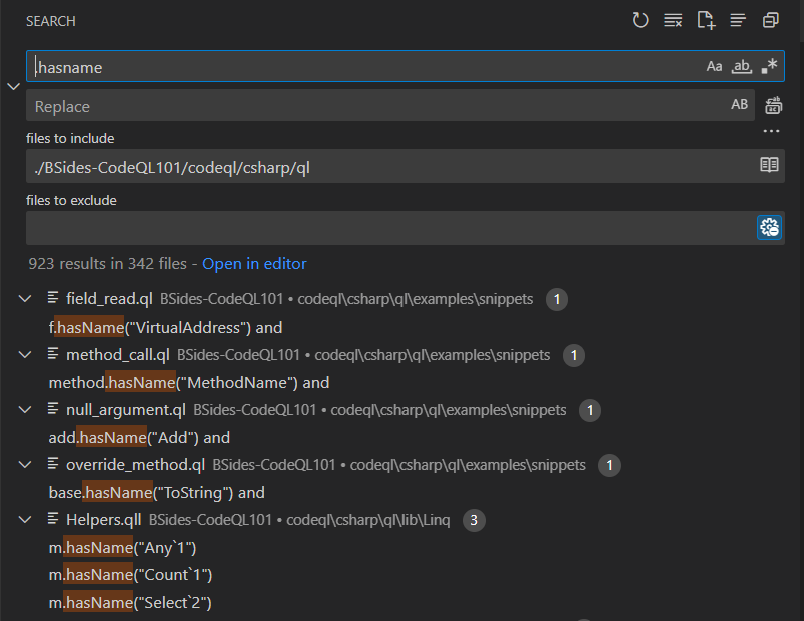 SEARCH
.hasname
Aa ab .*
Replace
AB
files to include
./BSides-CodeQL101/codeql/csharp/ql
files to exclude
923 results in 342 files - Open in editor
field_read.ql BSides-CodeQL101 • codeql\csharp\ql\examples\snippets 1
f.hasName("VirtualAddress") and
method_call.ql BSides-CodeQL101 • codeql\csharp\ql\examples\snippets 1
method.hasName("MethodName") and
null_argument.ql BSides-CodeQL101 • codeql\csharp\ql\examples\snippets 1
add.hasName("Add") and
override_method.ql BSides-CodeQL101 • codeql\csharp\ql\examples\snippets 1
base.hasName("ToString") and
Helpers.qll BSides-CodeQL101 • codeql\csharp\ql\lib\Linq 3
m.hasName("Any`1")
m.hasName("Count`1")
m.hasName("Select`2")